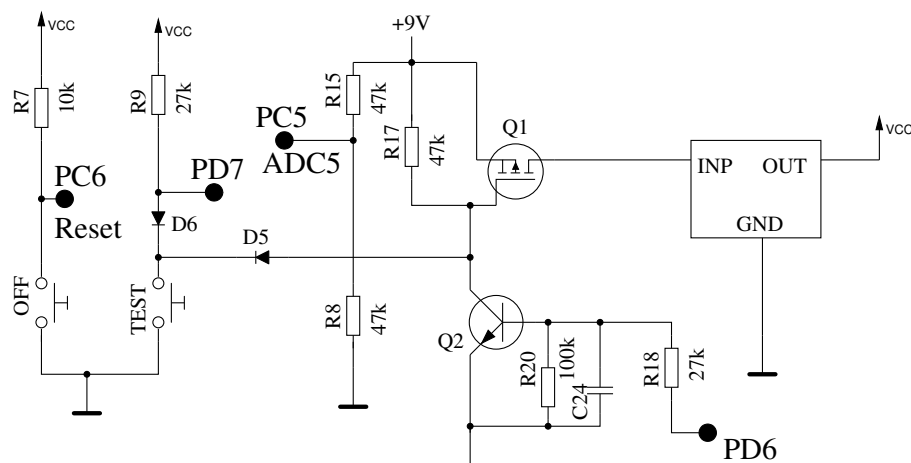 VCC
VCC
+9V
R7
10k
R9
27k
R15
47k
R17
47k
Q1
PC5
ADC5
INP
OUT
VCC
GND
PC6
Reset
PD7
D6
D5
OFF
TEST
R8
47k
Q2
R20
100k
C24
R18
27k
PD6